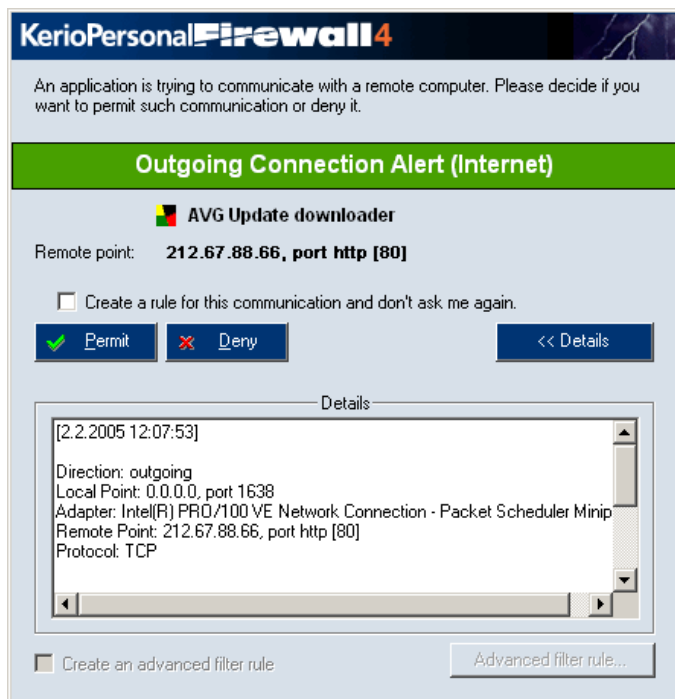 KerioPersonalFirewall4
An application is trying to communicate with a remote computer. Please decide if you
want to permit such communication or deny it.
Outgoing Connection Alert (Internet)
AVG Update downloader
Remote point: 212.67.88.66, port http [80]
Create a rule for this communication and don't ask me again.
Permit Deny << Details
Details
[2.2.2005 12:07:53]
Direction: outgoing
Local Point: 0.0.0.0, port 1638
Adapter: Intel(R) PRO/100 VE Network Connection - Packet Scheduler Minip
Remote Point: 212.67.88.66, port http [80]
Protocol: TCP
Create an advanced filter rule Advanced filter rule...